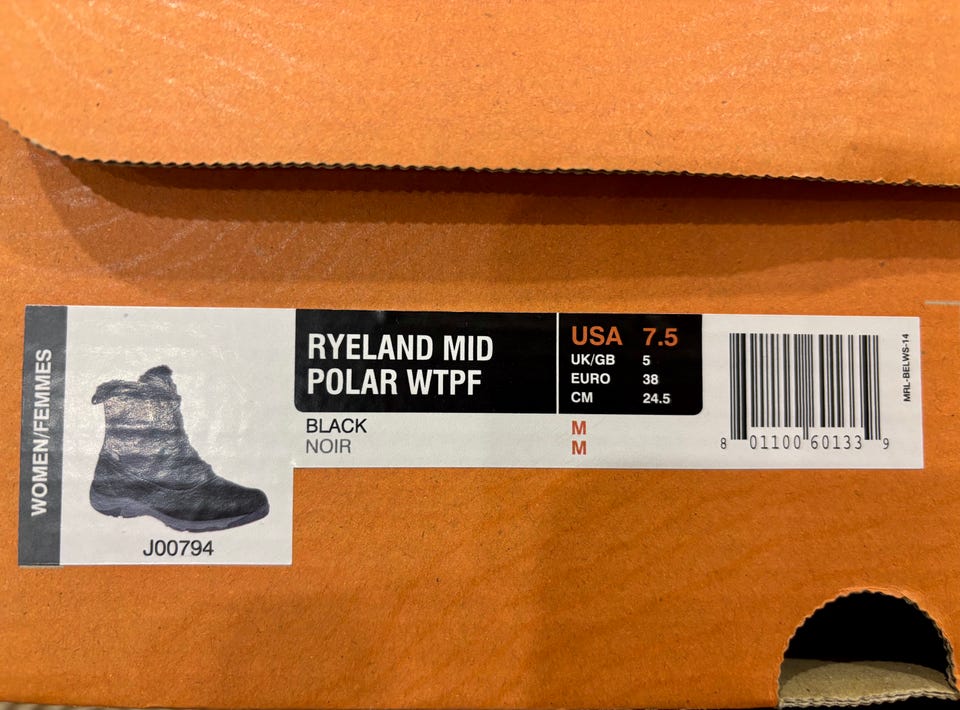 WOMEN/FEMMES
J00794
RYELAND MID
POLAR WTPF
BLACK
NOIR
USA 7.5
UK/GB 5
EURO 38
CM 24.5
M
M
8 01100 60133 9
MRL-BELWS-14